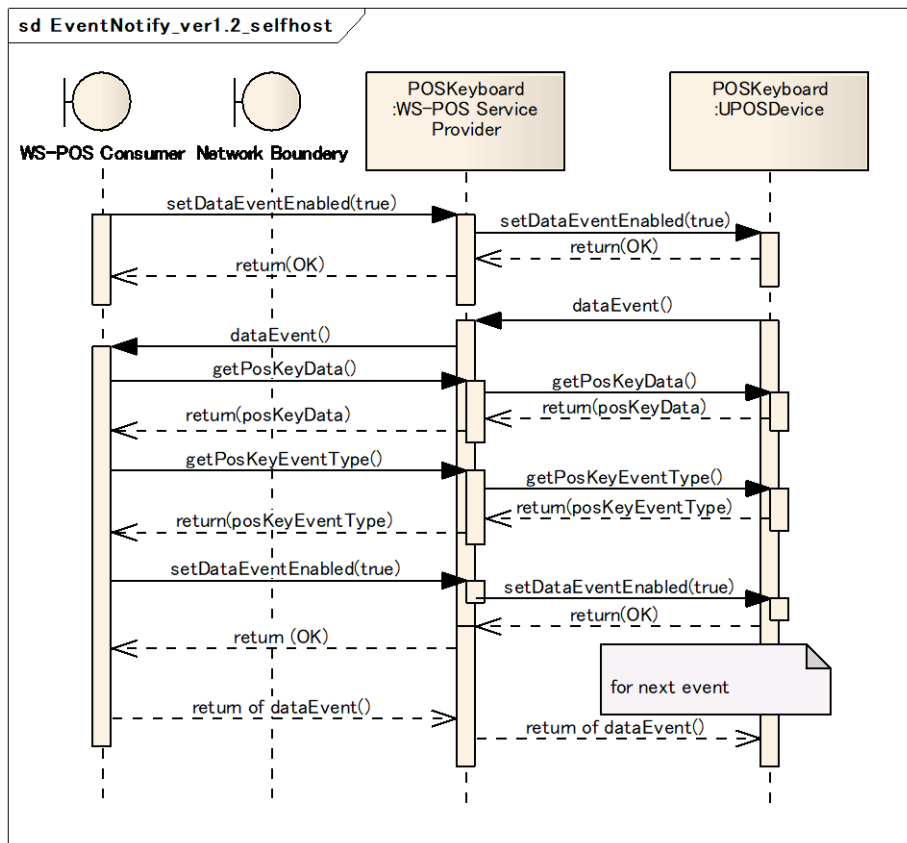 sd EventNotify_ver1.2_selfhost
WS-POS Consumer
Network Boundery
POSKeyboard
:WS-POS Service
Provider
POSKeyboard
:UPOSDevice
setDataEventEnabled(true)
setDataEventEnabled(true)
return(OK)
return(OK)
dataEvent()
dataEvent()
getPosKeyData()
getPosKeyData()
return(posKeyData)
return(posKeyData)
getPosKeyEventType()
getPosKeyEventType()
return(posKeyEventType)
return(posKeyEventType)
setDataEventEnabled(true)
setDataEventEnabled(true)
return(OK)
return (OK)
for next event
return of dataEvent()
return of dataEvent()